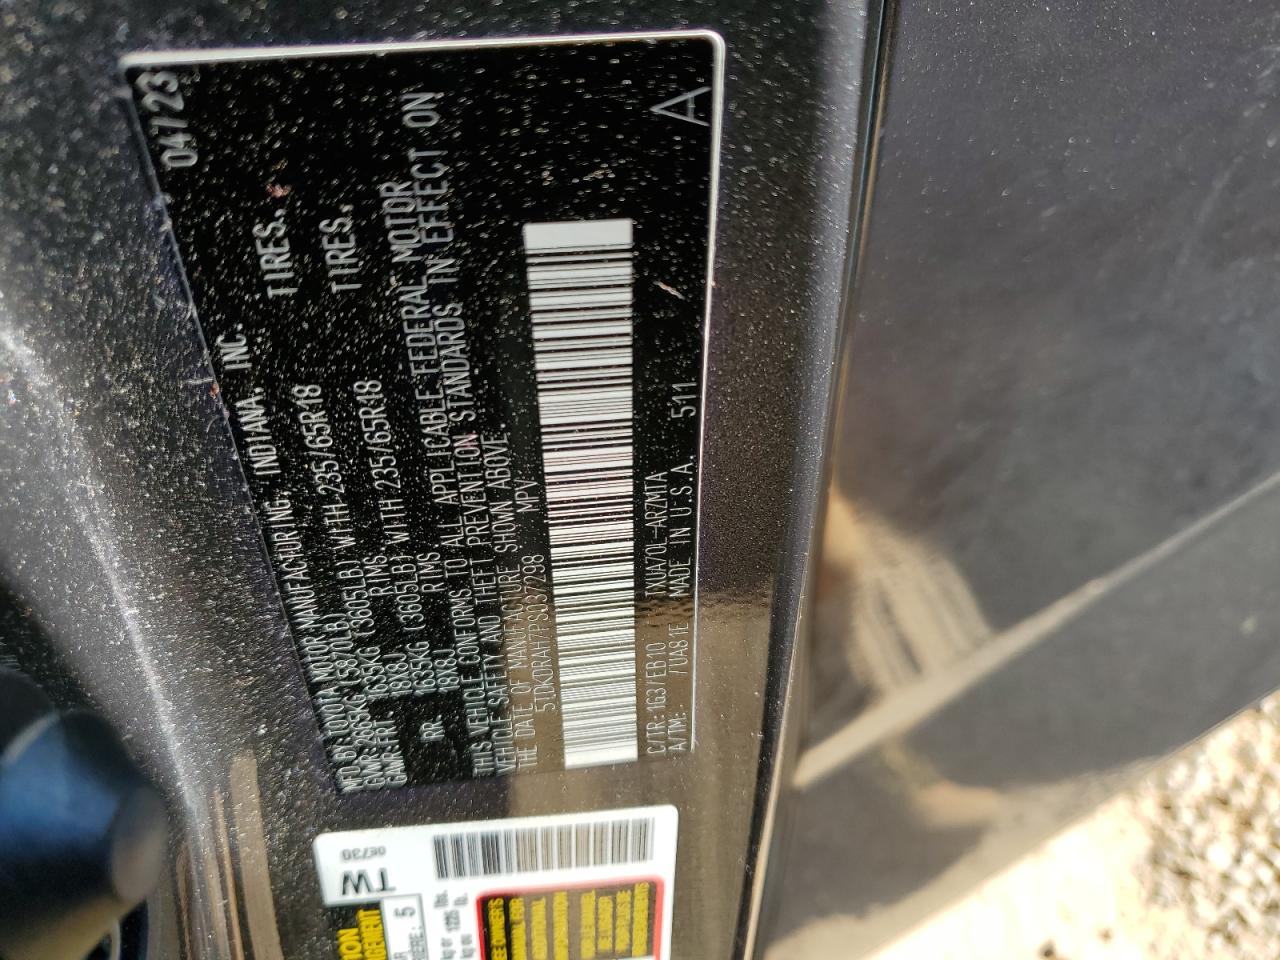 MFD. BY TOYOTA MOTOR MANUFACTURING, INDIANA, INC. 04/23
GVWR 2665KG (5870LB)
GAWR FRT 1635KG (3605LB) WITH 235/65R18 TIRES,
18X8J RIMS
RR 1635KG (3605LB) WITH 235/65R18 TIRES,
18X8J RIMS
THIS VEHICLE CONFORMS TO ALL APPLICABLE FEDERAL MOTOR
VEHICLE SAFETY AND THEFT PREVENTION STANDARDS IN EFFECT ON
THE DATE OF MANUFACTURE SHOWN ABOVE.
5TDKDRAH7PS037298 MPV
C/TR: 1G3/EB10 TXUA70L-ARZMTA A
A/TM: /UA81E MADE IN U.S.A. 511
0E730
TW
5